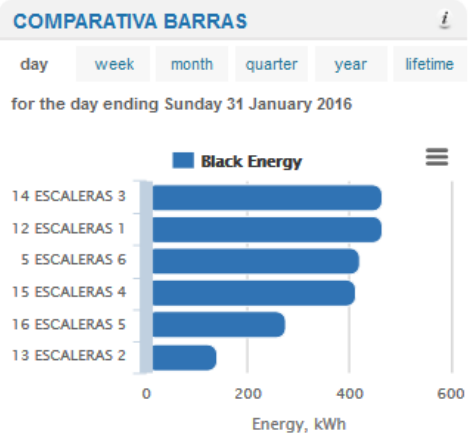 COMPARATIVA BARRAS i
day week month quarter year lifetime
for the day ending Sunday 31 January 2016
Black Energy
14 ESCALERAS 3
12 ESCALERAS 1
5 ESCALERAS 6
15 ESCALERAS 4
16 ESCALERAS 5
13 ESCALERAS 2
0 200 400 600
Energy, kWh